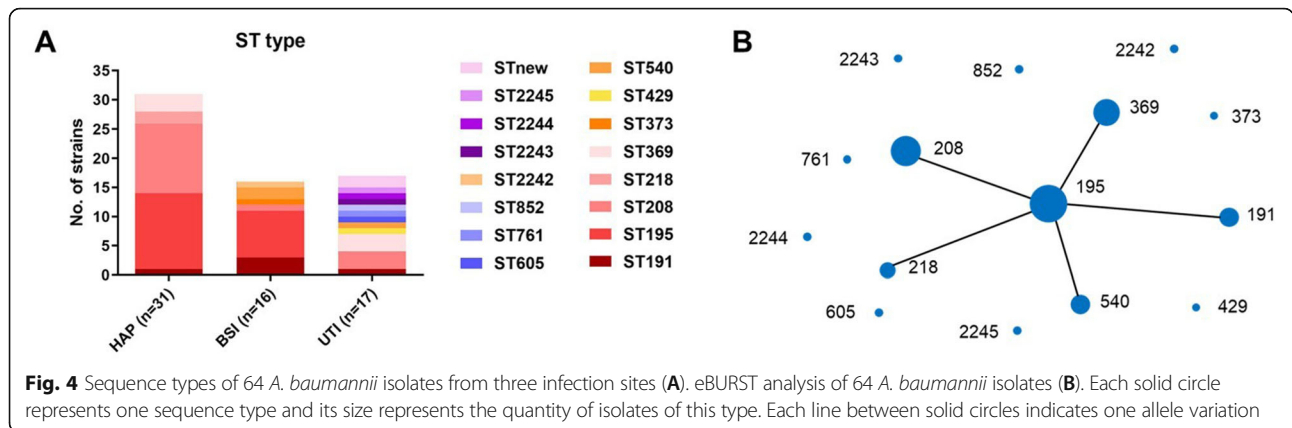 A
ST type
No. of strains
35
30
25
20
15
10
5
0
HAP (n=31)
BSI (n=16)
UTI (n=17)
STnew
ST2245
ST2244
ST2243
ST2242
ST852
ST761
ST605
ST540
ST429
ST373
ST369
ST218
ST208
ST195
ST191
B
2243
852
2242
369
373
208
761
195
191
2244
218
540
429
605
2245
Fig. 4 Sequence types of 64 A. baumannii isolates from three infection sites (A). eBURST analysis of 64 A. baumannii isolates (B). Each solid circle
represents one sequence type and its size represents the quantity of isolates of this type. Each line between solid circles indicates one allele variation